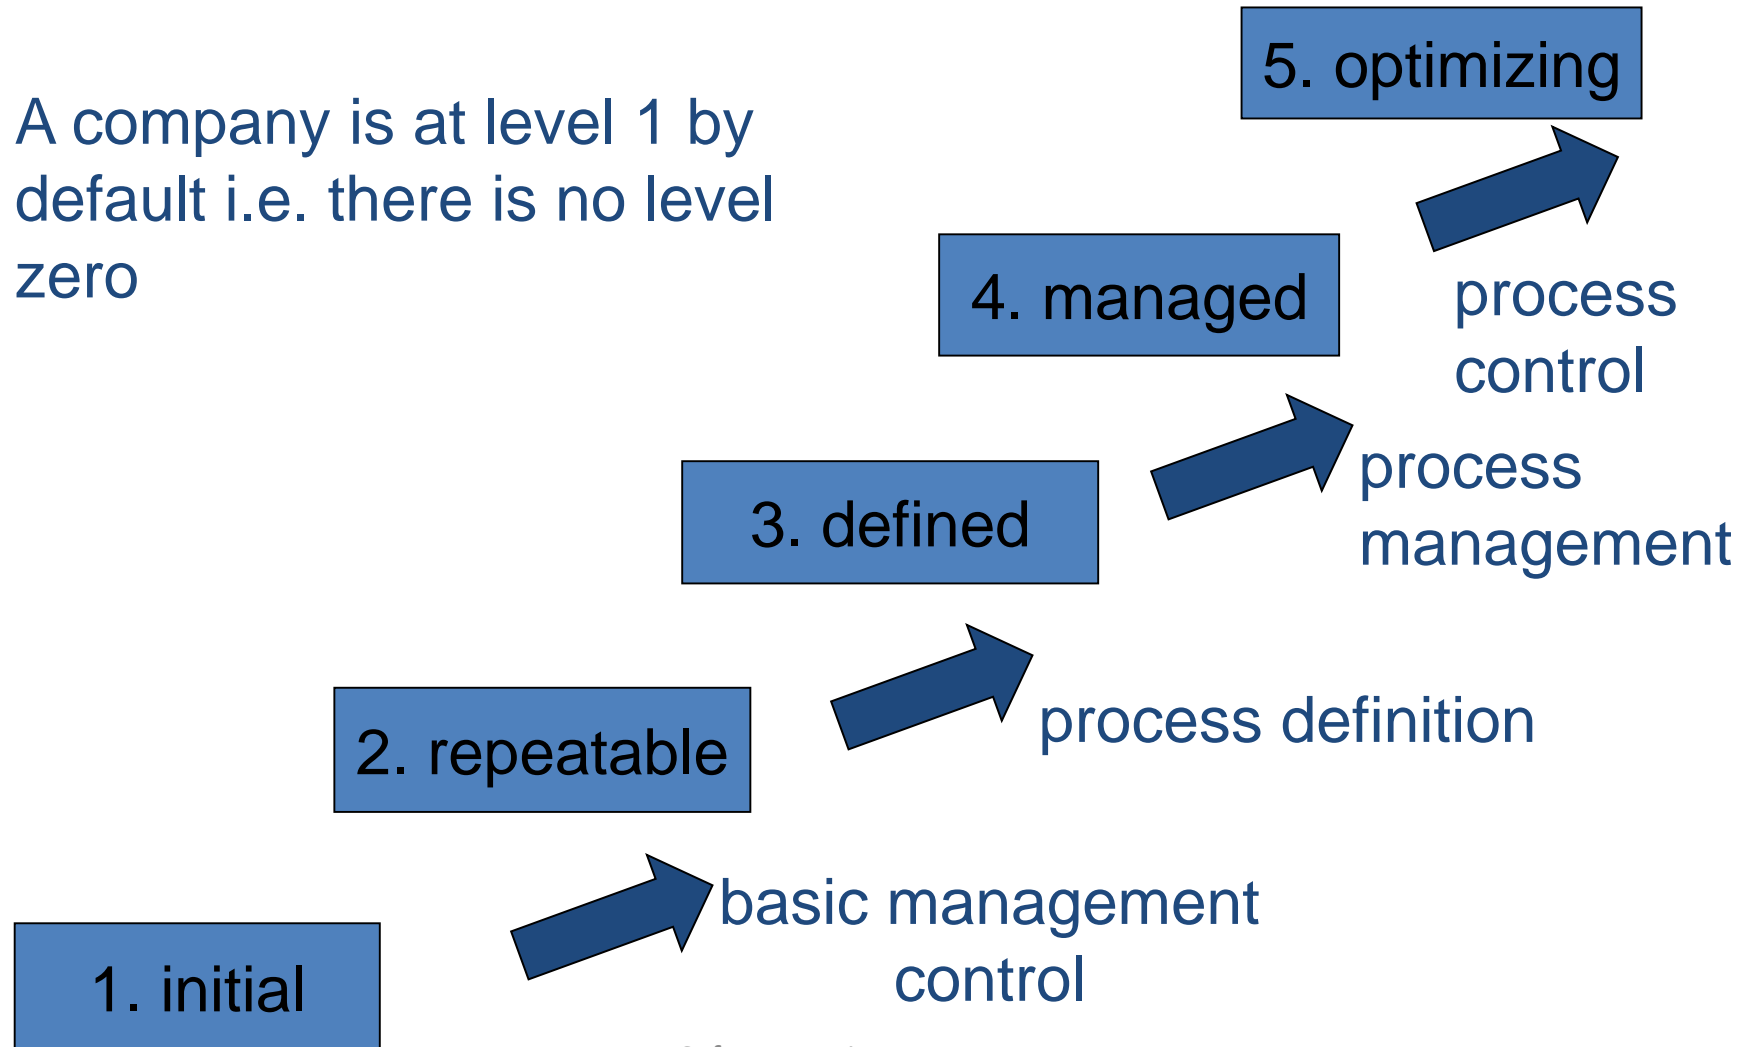 5. optimizing
A company is at level 1 by
default i.e. there is no level
zero
4. managed
process
control
process
management
3. defined
process definition
2. repeatable
basic management
control
1. initial